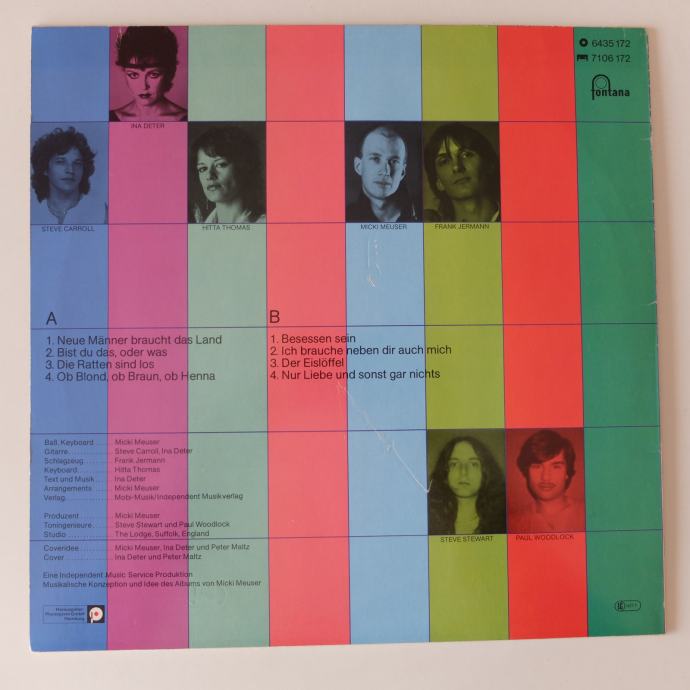 6435 172
7106 172
fontana
INA DETER
STEVE CARROLL
HITTA THOMAS
MICKI MEUSER
FRANK JERMANN
A
1. Neue Männer braucht das Land
2. Bist du das, oder was
3. Die Ratten sind los
4. Ob Blond, ob Braun, ob Henna
B
1. Besessen sein
2. Ich brauche neben dir auch mich
3. Der Eislöffel
4. Nur Liebe und sonst gar nichts
Baß, Keyboard ...... Micki Meuser
Gitarre .............. Steve Carroll, Ina Deter
Schlagzeug .......... Frank Jermann
Keyboard ............ Hitta Thomas
Text und Musik ...... Ina Deter
Arrangements ....... Micki Meuser
Verlag ............... Mobi-Musik/Independent Musikverlag
Produzent ........... Micki Meuser
Toningenieure ....... Steve Stewart und Paul Woodlock
Studio ............... The Lodge, Suffolk, England
Coveridee ........... Micki Meuser, Ina Deter und Peter Maltz
Cover ............... Ina Deter und Peter Maltz
Eine Independent Music Service Produktion
Musikalische Konzeption und Idee des Albums von Micki Meuser
STEVE STEWART
PAUL WOODLOCK
Herausgeber:
Phonogram GmbH
Hamburg